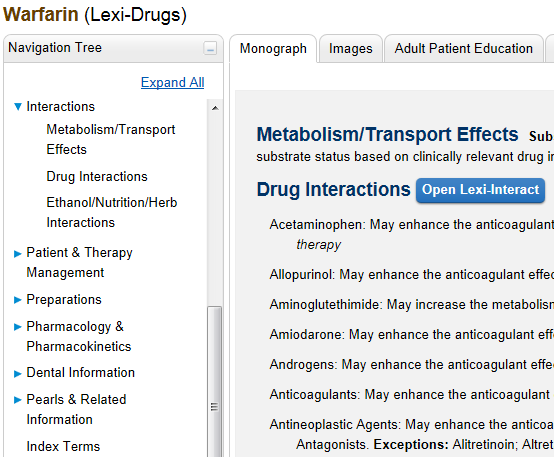 Warfarin (Lexi-Drugs)
Navigation Tree
Expand All
Interactions
Metabolism/Transport
Effects
Drug Interactions
Ethanol/Nutrition/Herb
Interactions
Patient & Therapy
Management
Preparations
Pharmacology &
Pharmacokinetics
Dental Information
Pearls & Related
Information
Index Terms
Monograph
Images
Adult Patient Education
Metabolism/Transport Effects Sub
substrate status based on clinically relevant drug in
Drug Interactions Open Lexi-Interact
Acetaminophen: May enhance the anticoagulant
therapy
Allopurinol: May enhance the anticoagulant effec
Aminoglutethimide: May increase the metabolism
Amiodarone: May enhance the anticoagulant eff
Androgens: May enhance the anticoagulant effec
Anticoagulants: May enhance the anticoagulant
Antineoplastic Agents: May enhance the anticoa
Antagonists. Exceptions: Alitretinoin; Altret